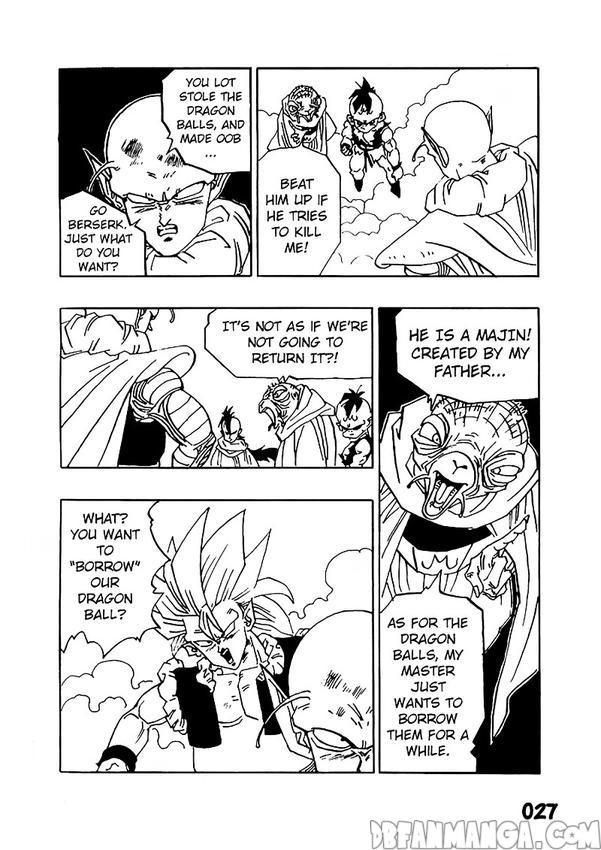 YOU LOT
STOLE THE
DRAGON
BALLS, AND
MADE OOB
...
GO
BERSERK.
JUST WHAT
DO YOU
WANT?
BEAT
HIM UP IF
HE TRIES
TO KILL
ME!
HE IS A MAJIN!
CREATED BY MY
FATHER...
AS FOR THE
DRAGON
BALLS, MY
MASTER
JUST
WANTS TO
BORROW
THEM FOR
A WHILE.
IT'S NOT AS IF WE'RE
NOT GOING TO
RETURN IT?!
WHAT?
YOU WANT
TO
"BORROW"
OUR
DRAGON
BALL?
027
DBFANMANGA.COM